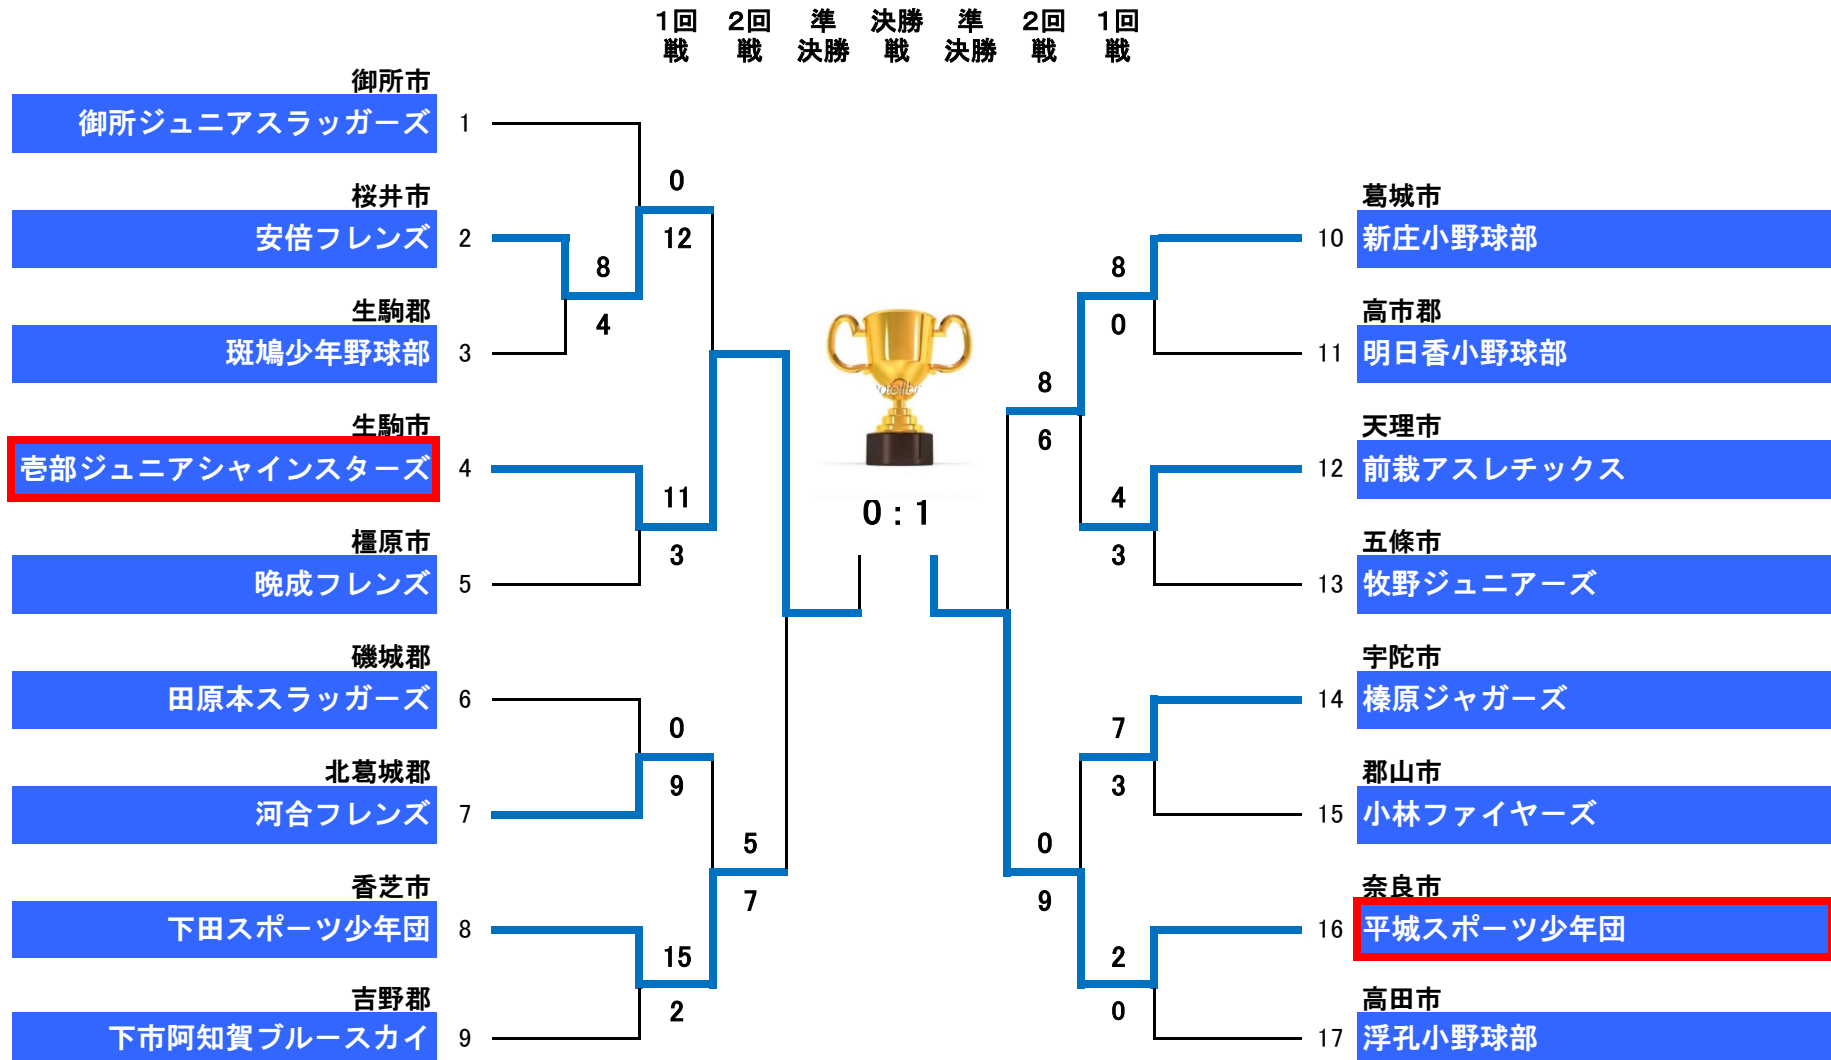 1回戦 2回戦 準決勝 決勝戦 準決勝 2回戦 1回戦
御所市
御所ジュニアスラッガーズ 1
0
桜井市
安倍フレンズ 2
12
8
生駒郡
斑鳩少年野球部 3
4
生駒市
壱部ジュニアシャインスターズ 4
11
橿原市
晩成フレンズ 5
3
磯城郡
田原本スラッガーズ 6
0
北葛城郡
河合フレンズ 7
9
5
香芝市
下田スポーツ少年団 8
7
15
吉野郡
下市阿知賀ブルースカイ 9
2
0：1
葛城市
10 新庄小野球部
8
高市郡
11 明日香小野球部
0
8
天理市
12 前栽アスレチックス
6
4
五條市
13 牧野ジュニアーズ
3
宇陀市
14 榛原ジャガーズ
7
郡山市
15 小林ファイヤーズ
3
0
奈良市
16 平城スポーツ少年団
9
2
高田市
17 浮孔小野球部
0